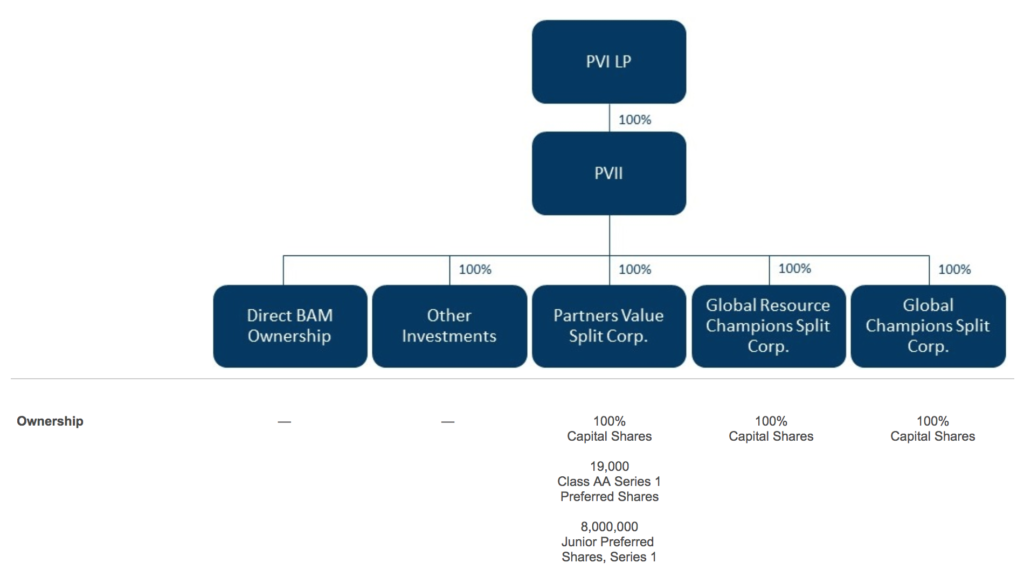 PVI LP
100%
PVII
100%
100%
100%
100%
Direct BAM
Ownership
Other
Investments
Partners Value
Split Corp.
Global Resource
Champions Split
Corp.
Global
Champions Split
Corp.
Ownership
—
—
100%
Capital Shares
19,000
Class AA Series 1
Preferred Shares
8,000,000
Junior Preferred
Shares, Series 1
100%
Capital Shares
100%
Capital Shares